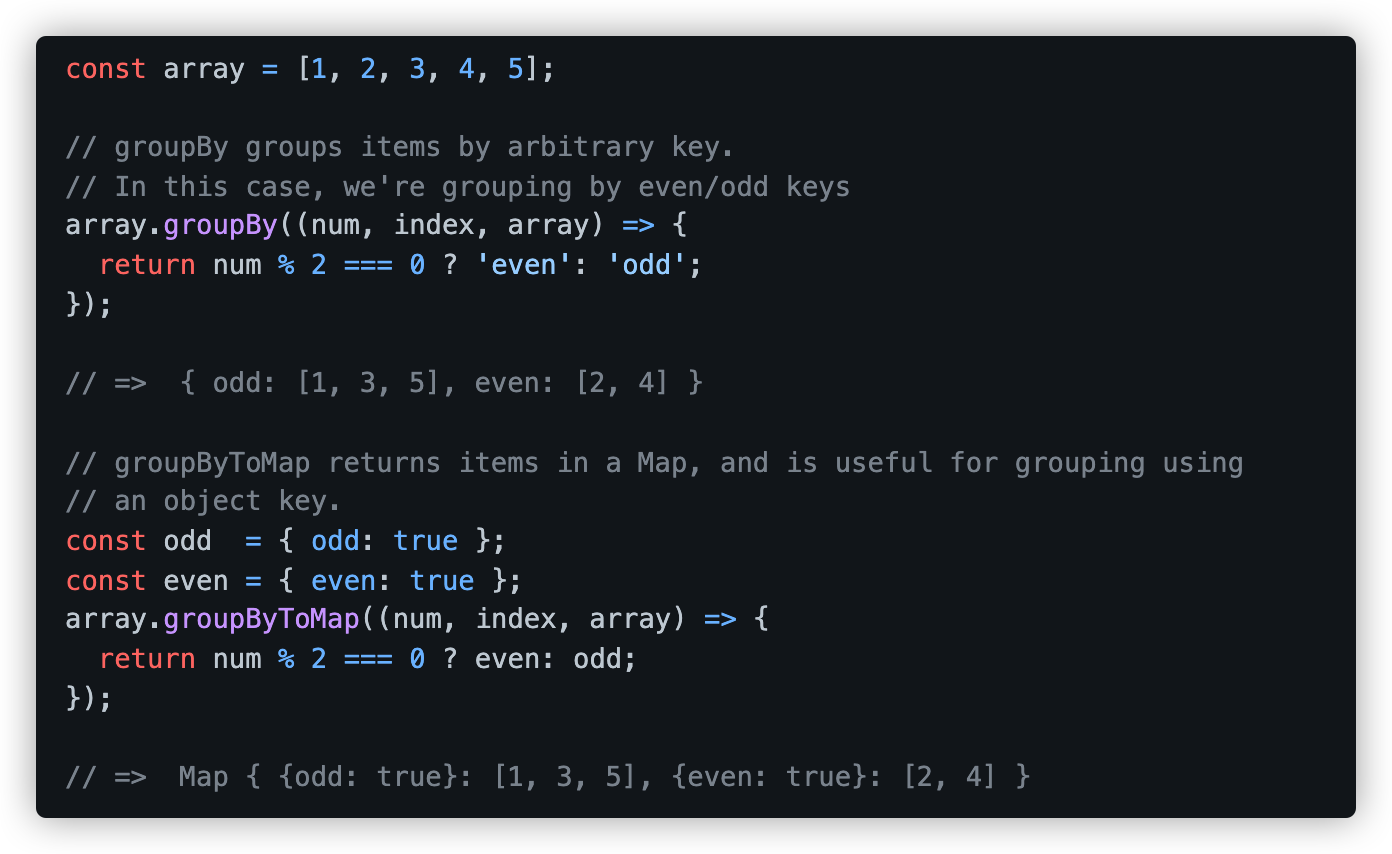 const array = [1, 2, 3, 4, 5];

// groupBy groups items by arbitrary key.
// In this case, we're grouping by even/odd keys
array.groupBy((num, index, array) => {
  return num % 2 === 0 ? 'even': 'odd';
});

// =>  { odd: [1, 3, 5], even: [2, 4] }

// groupByToMap returns items in a Map, and is useful for grouping using
// an object key.
const odd  = { odd: true };
const even = { even: true };
array.groupByToMap((num, index, array) => {
  return num % 2 === 0 ? even: odd;
});

// =>  Map { {odd: true}: [1, 3, 5], {even: true}: [2, 4] }